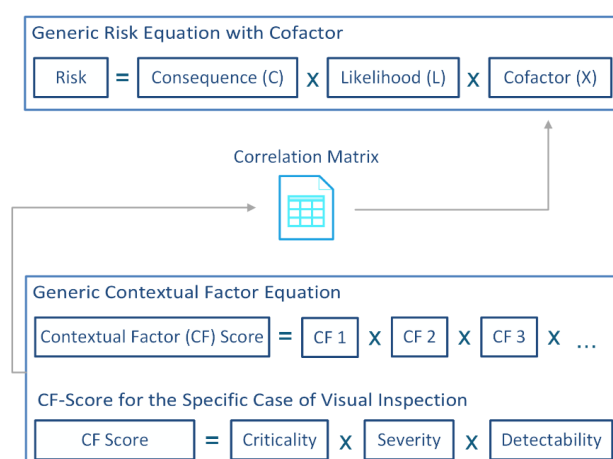 Generic Risk Equation with Cofactor
Risk = Consequence (C) x Likelihood (L) x Cofactor (X)
Correlation Matrix
Generic Contextual Factor Equation
Contextual Factor (CF) Score = CF 1 x CF 2 x CF 3 x ...
CF-Score for the Specific Case of Visual Inspection
CF Score = Criticality x Severity x Detectability